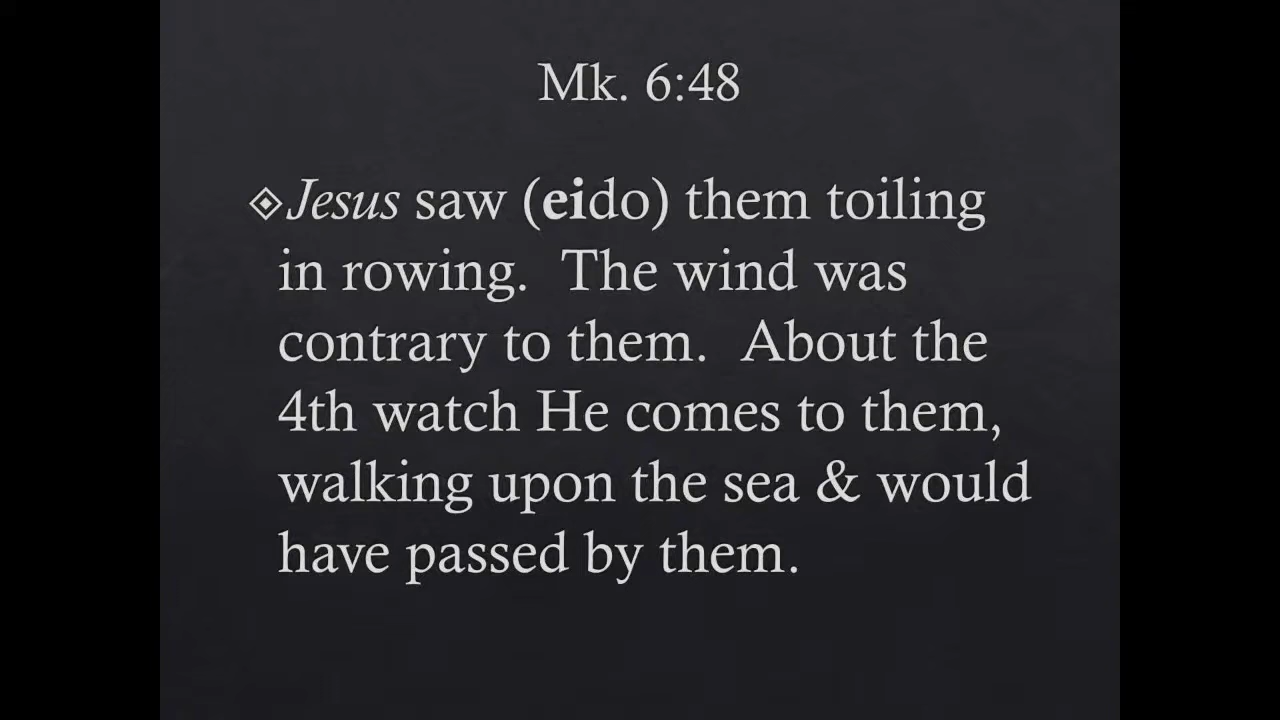 Mk. 6:48
Jesus saw (eido) them toiling
in rowing.  The wind was
contrary to them.  About the
4th watch He comes to them,
walking upon the sea & would
have passed by them.